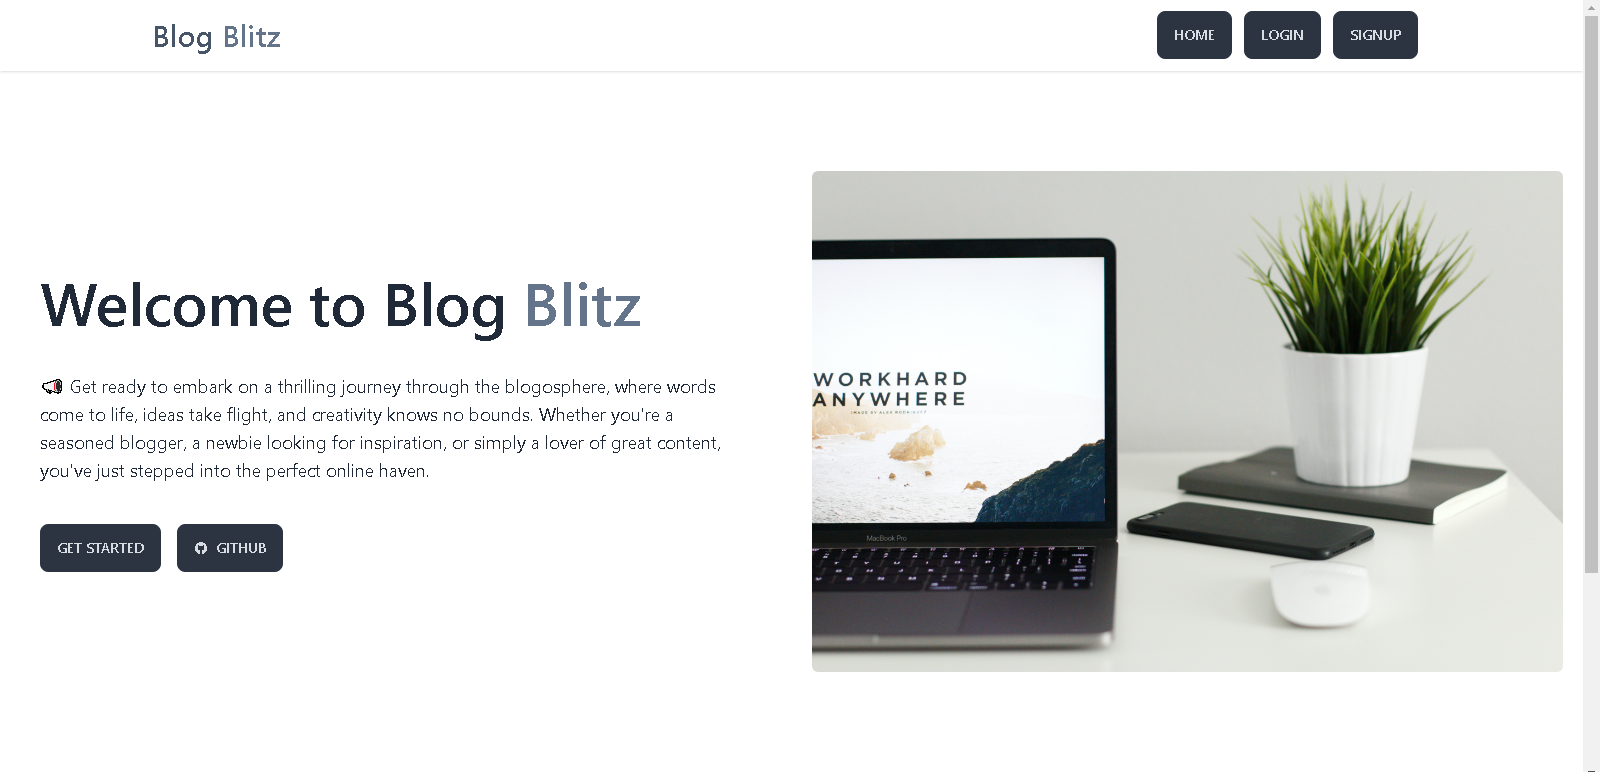 Blog Blitz
HOME
LOGIN
SIGNUP
Welcome to Blog Blitz
Get ready to embark on a thrilling journey through the blogosphere, where words
come to life, ideas take flight, and creativity knows no bounds. Whether you're a
seasoned blogger, a newbie looking for inspiration, or simply a lover of great content,
you've just stepped into the perfect online haven.
GET STARTED
GITHUB
WORKHARD
ANYWHERE
MacBook Pro